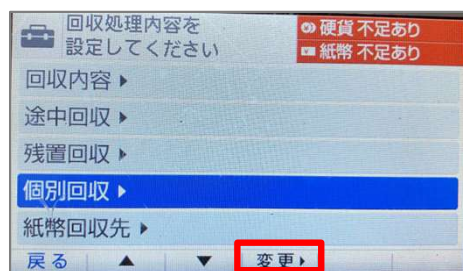 回収処理内容を
設定してください
硬貨 不足あり
紙幣 不足あり
回収内容▶
途中回収▶
残置回収▶
個別回収▶
紙幣回収先▶
戻る ▲ ▼ 変更▶